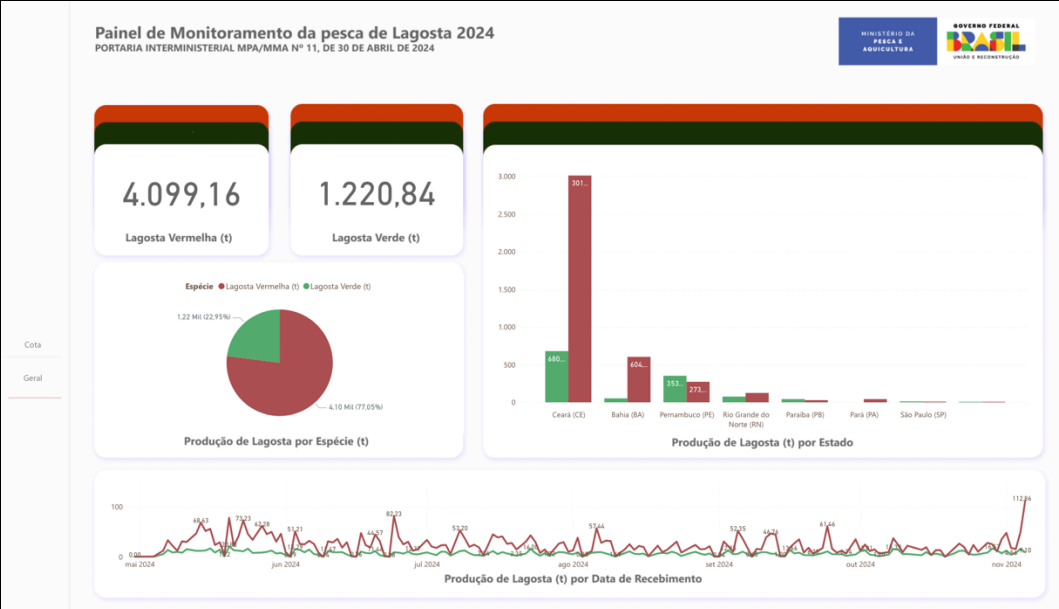 Painel de Monitoramento da pesca de Lagosta 2024
PORTARIA INTERMINISTERIAL MPA/MMA Nº 11, DE 30 DE ABRIL DE 2024
MINISTÉRIO DA
PESCA E
AQUICULTURA
GOVERNO FEDERAL
BRASIL
UNIÃO E RECONSTRUÇÃO
Cota
Geral
4.099,16
Lagosta Vermelha (t)
1.220,84
Lagosta Verde (t)
Espécie Lagosta Vermelha (t) Lagosta Verde (t)
1,22 Mil (22,95%)
4,10 Mil (77,05%)
Produção de Lagosta por Espécie (t)
3.000
2.500
2.000
1.500
1.000
500
0
301...
680...
604,...
353...
273...
Ceará (CE) Bahia (BA) Pernambuco (PE) Rio Grande do Norte (RN) Paraíba (PB) Pará (PA) São Paulo (SP)
Produção de Lagosta (t) por Estado
100
0
0,00
68,63
73,23
62,28
51,21
44,57
82,23
53,20
57,44
52,35
46,76
61,46
112,86
mai 2024 jun 2024 jul 2024 ago 2024 set 2024 out 2024 nov 2024
Produção de Lagosta (t) por Data de Recebimento